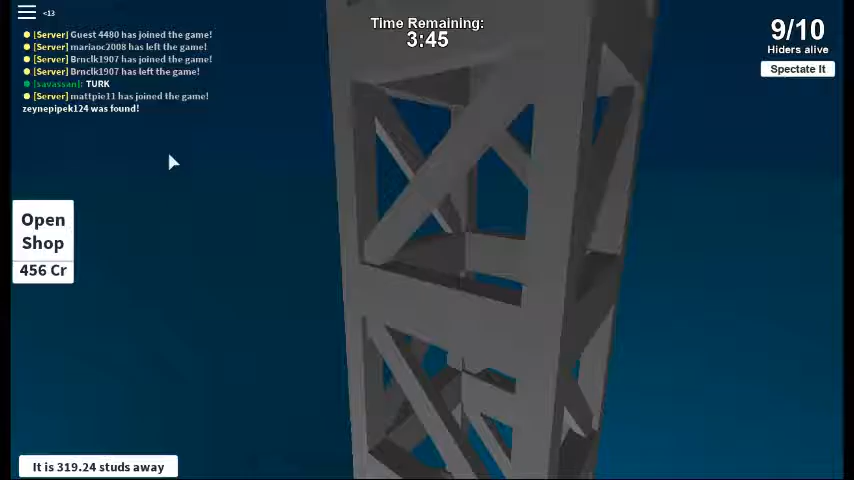 <13
[Server] Guest 4480 has joined the game!
[Server] mariaoc2008 has left the game!
[Server] Brnclk1907 has joined the game!
[Server] Brnclk1907 has left the game!
[savassan]: TURK
[Server] mattpie11 has joined the game!
zeynepipek124 was found!
Time Remaining:
3:45
9/10
Hiders alive
Spectate It
Open
Shop
456 Cr
It is 319.24 studs away